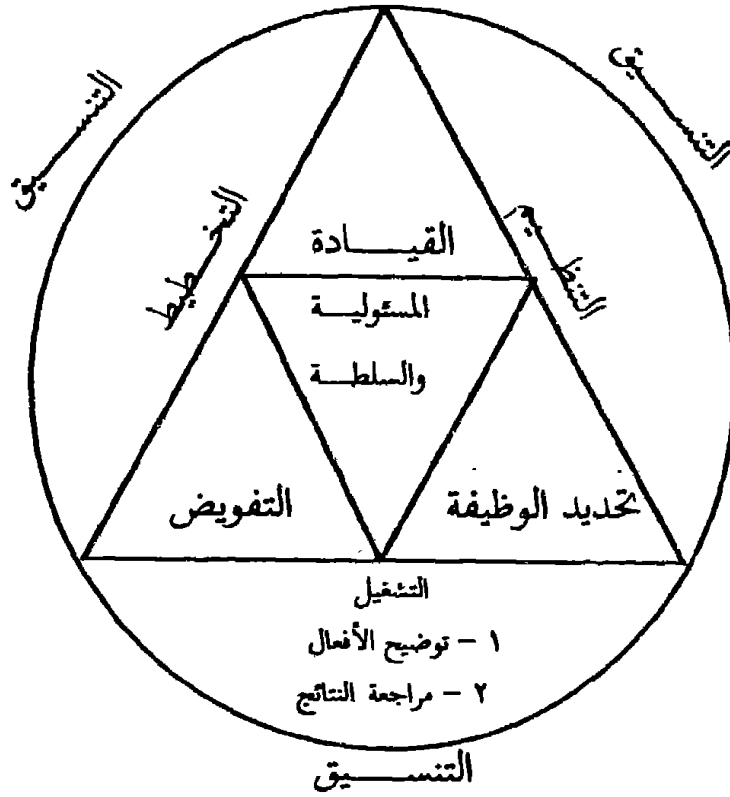 التنسيق
التنسيق
التخطيط
التنظيم
القيادة
المسئولية
والسلطة
تحديد الوظيفة
التفويض
التشغيل
١ - توضيح الأفعال
٢ - مراجعة النتائج
التنسيق